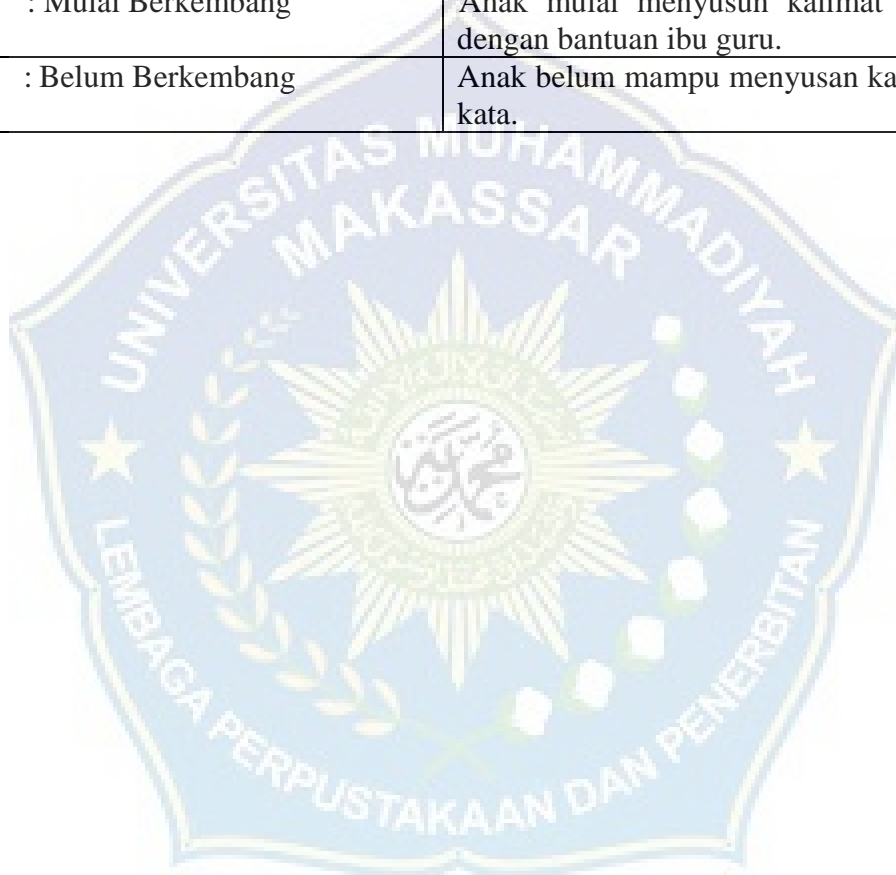 : Mulai Berkembang
Anak mulai menyusun kalimat
dengan bantuan ibu guru.
: Belum Berkembang
Anak belum mampu menyusan
kata.
UNIVERSITAS MUHAMMADIYAH
MAKASSAR
LEMBAGA PERPUSTAKAAN DAN PENERBITAN